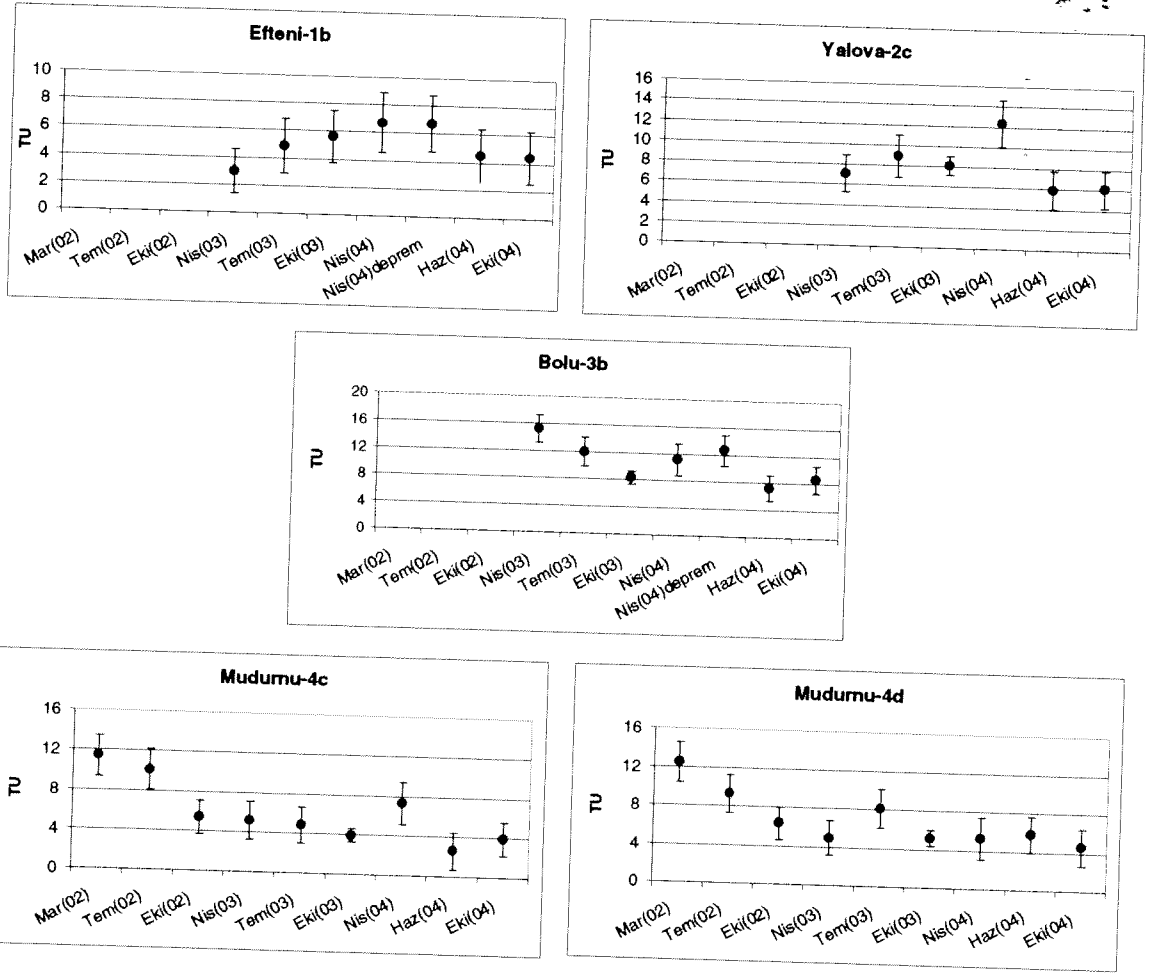 Efteni-1b
10
8
6
4
2
0
TU
Mar(02) Tem(02) Eki(02) Nis(03) Tem(03) Eki(03) Nis(04) Nis(04)deprem Haz(04) Eki(04)
Yalova-2c
16
14
12
10
8
6
4
2
0
TU
Mar(02) Tem(02) Eki(02) Nis(03) Tem(03) Eki(03) Nis(04) Haz(04) Eki(04)
Bolu-3b
20
16
12
8
4
0
TU
Mar(02) Tem(02) Eki(02) Nis(03) Tem(03) Eki(03) Nis(04) Nis(04)deprem Haz(04) Eki(04)
Mudurnu-4c
16
12
8
4
0
TU
Mar(02) Tem(02) Eki(02) Nis(03) Tem(03) Eki(03) Nis(04) Haz(04) Eki(04)
Mudurnu-4d
16
12
8
4
0
TU
Mar(02) Tem(02) Eki(02) Nis(03) Tem(03) Eki(03) Nis(04) Haz(04) Eki(04)